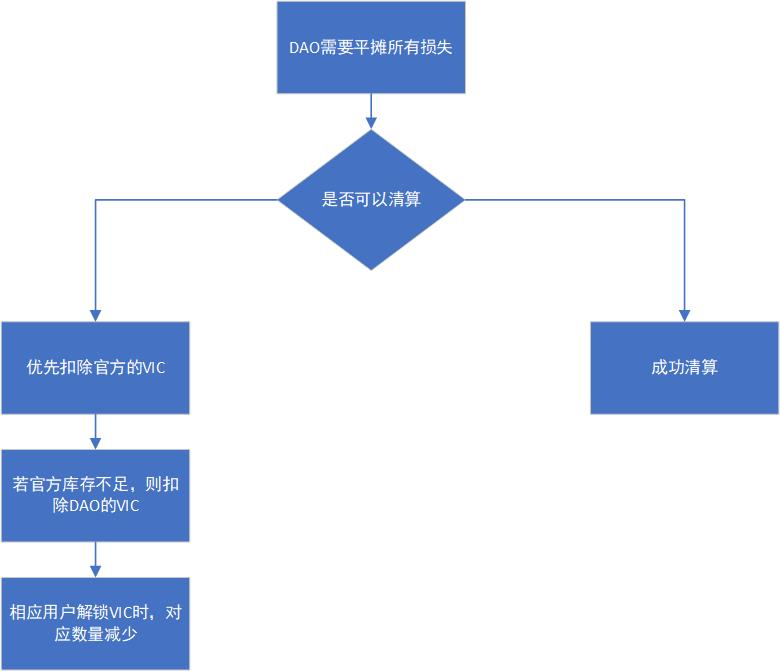 DAO需要平摊所有损失
是否可以清算
优先扣除官方的VIC
成功清算
若官方库存不足，则扣
除DAO的VIC
相应用户解锁VIC时，对
应数量减少